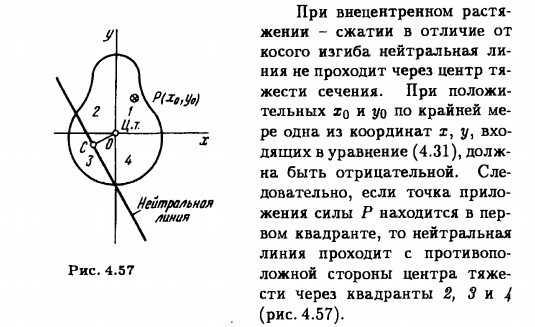 y
2
1
P(x₀,y₀)
Ц.т.
x
C
0
3
4
Нейтральная
линия
Рис. 4.57
При внецентренном растя-
жении – сжатии в отличие от
косого изгиба нейтральная ли-
ния не проходит через центр тя-
жести сечения. При положи-
тельных x₀ и y₀ по крайней ме-
ре одна из координат x, y, вхо-
дящих в уравнение (4.31), долж-
на быть отрицательной. Сле-
довательно, если точка прило-
жения силы P находится в пер-
вом квадранте, то нейтральная
линия проходит с противопо-
ложной стороны центра тяже-
сти через квадранты 2, 3 и 4
(рис. 4.57).